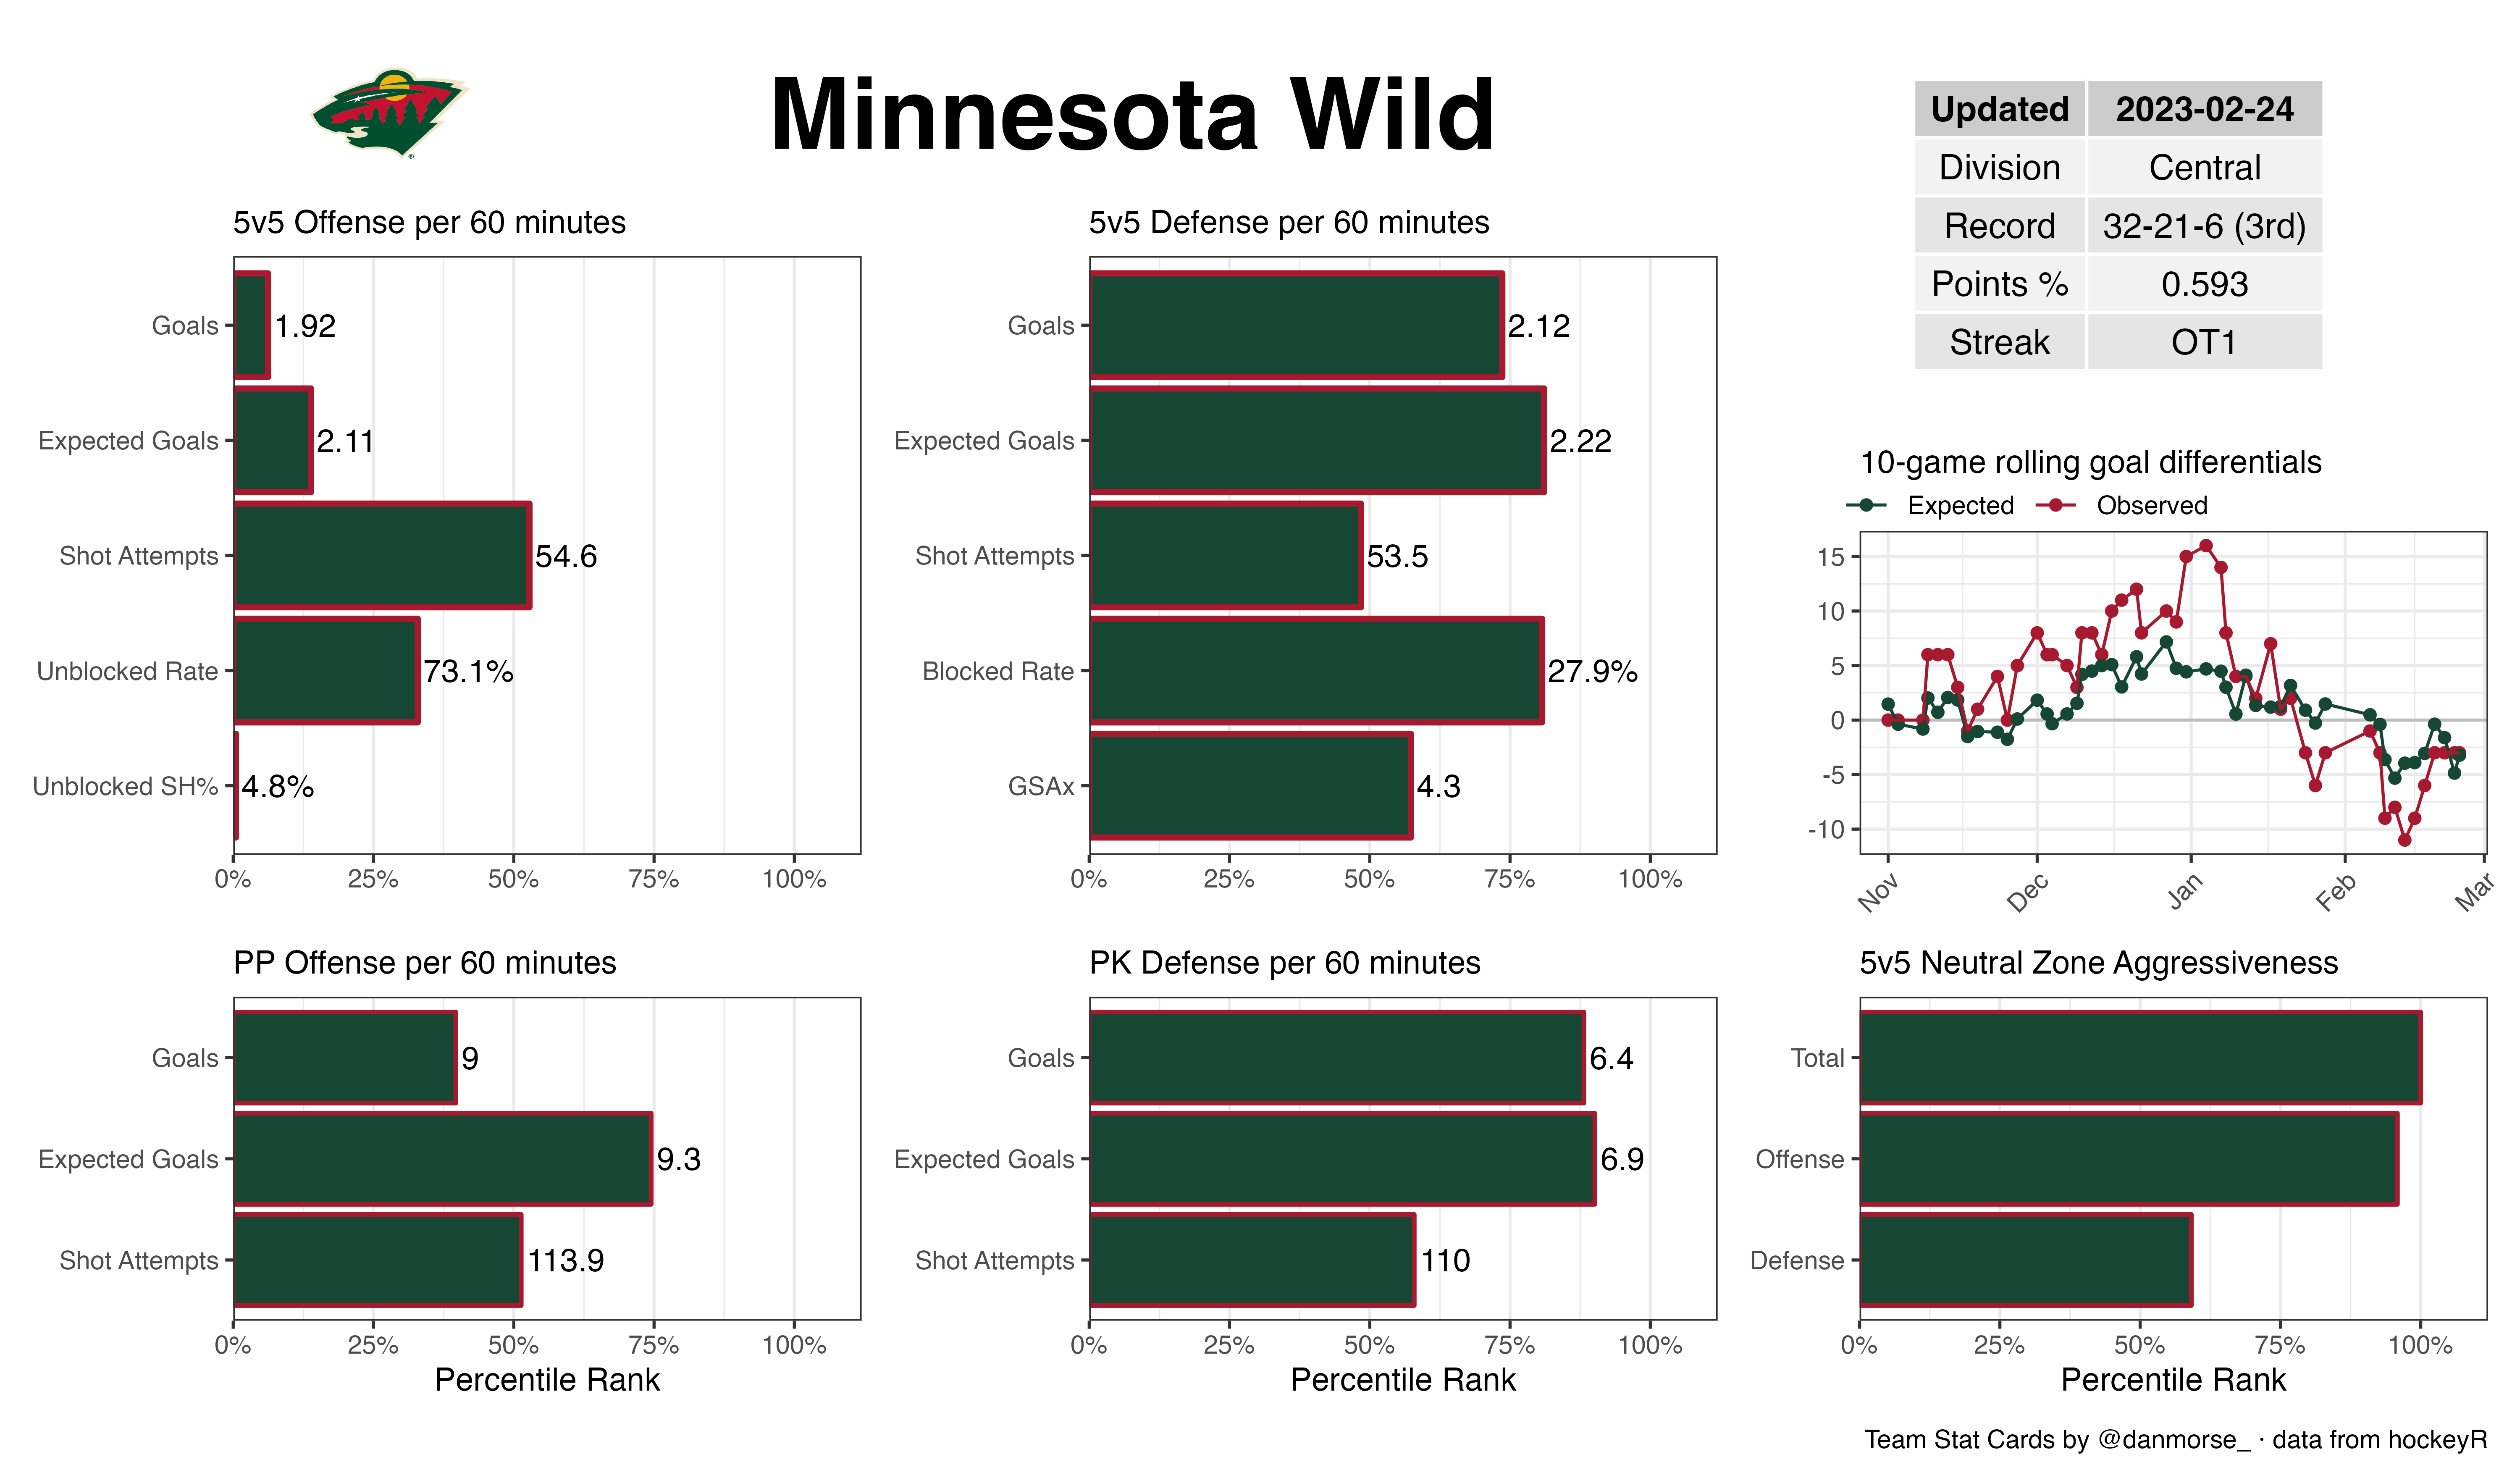 Minnesota Wild
Updated 2023-02-24
Division Central
Record 32-21-6 (3rd)
Points % 0.593
Streak OT1
5v5 Offense per 60 minutes
Goals 1.92
Expected Goals 2.11
Shot Attempts 54.6
Unblocked Rate 73.1%
Unblocked SH% 4.8%
0% 25% 50% 75% 100%
5v5 Defense per 60 minutes
Goals 2.12
Expected Goals 2.22
Shot Attempts 53.5
Blocked Rate 27.9%
GSAx 4.3
0% 25% 50% 75% 100%
10-game rolling goal differentials
Expected Observed
15
10
5
0
-5
-10
Nov Dec Jan Feb Mar
PP Offense per 60 minutes
Goals 9
Expected Goals 9.3
Shot Attempts 113.9
0% 25% 50% 75% 100%
Percentile Rank
PK Defense per 60 minutes
Goals 6.4
Expected Goals 6.9
Shot Attempts 110
0% 25% 50% 75% 100%
Percentile Rank
5v5 Neutral Zone Aggressiveness
Total
Offense
Defense
0% 25% 50% 75% 100%
Percentile Rank
Team Stat Cards by @danmorse_ · data from hockeyR